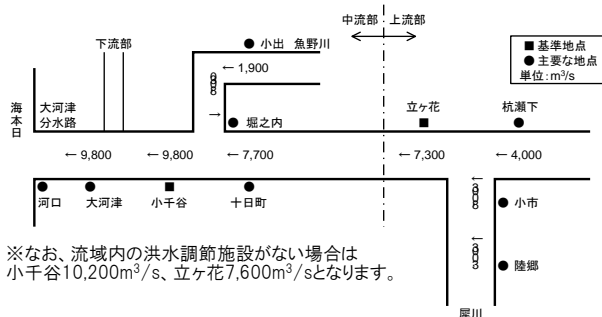 中流部 上流部
下流部
小出 魚野川
■ 基準地点
● 主要な地点
単位:m³/s
← 1,900
大河津
分水路
日本海
堀之内
立ヶ花
杭瀬下
← 9,800 ← 9,800 ← 7,700 ← 7,300 ← 4,000
河口 大河津 小千谷 十日町
小市
陸郷
※なお、流域内の洪水調節施設がない場合は
小千谷10,200m³/s、立ヶ花7,600m³/sとなります。
犀川